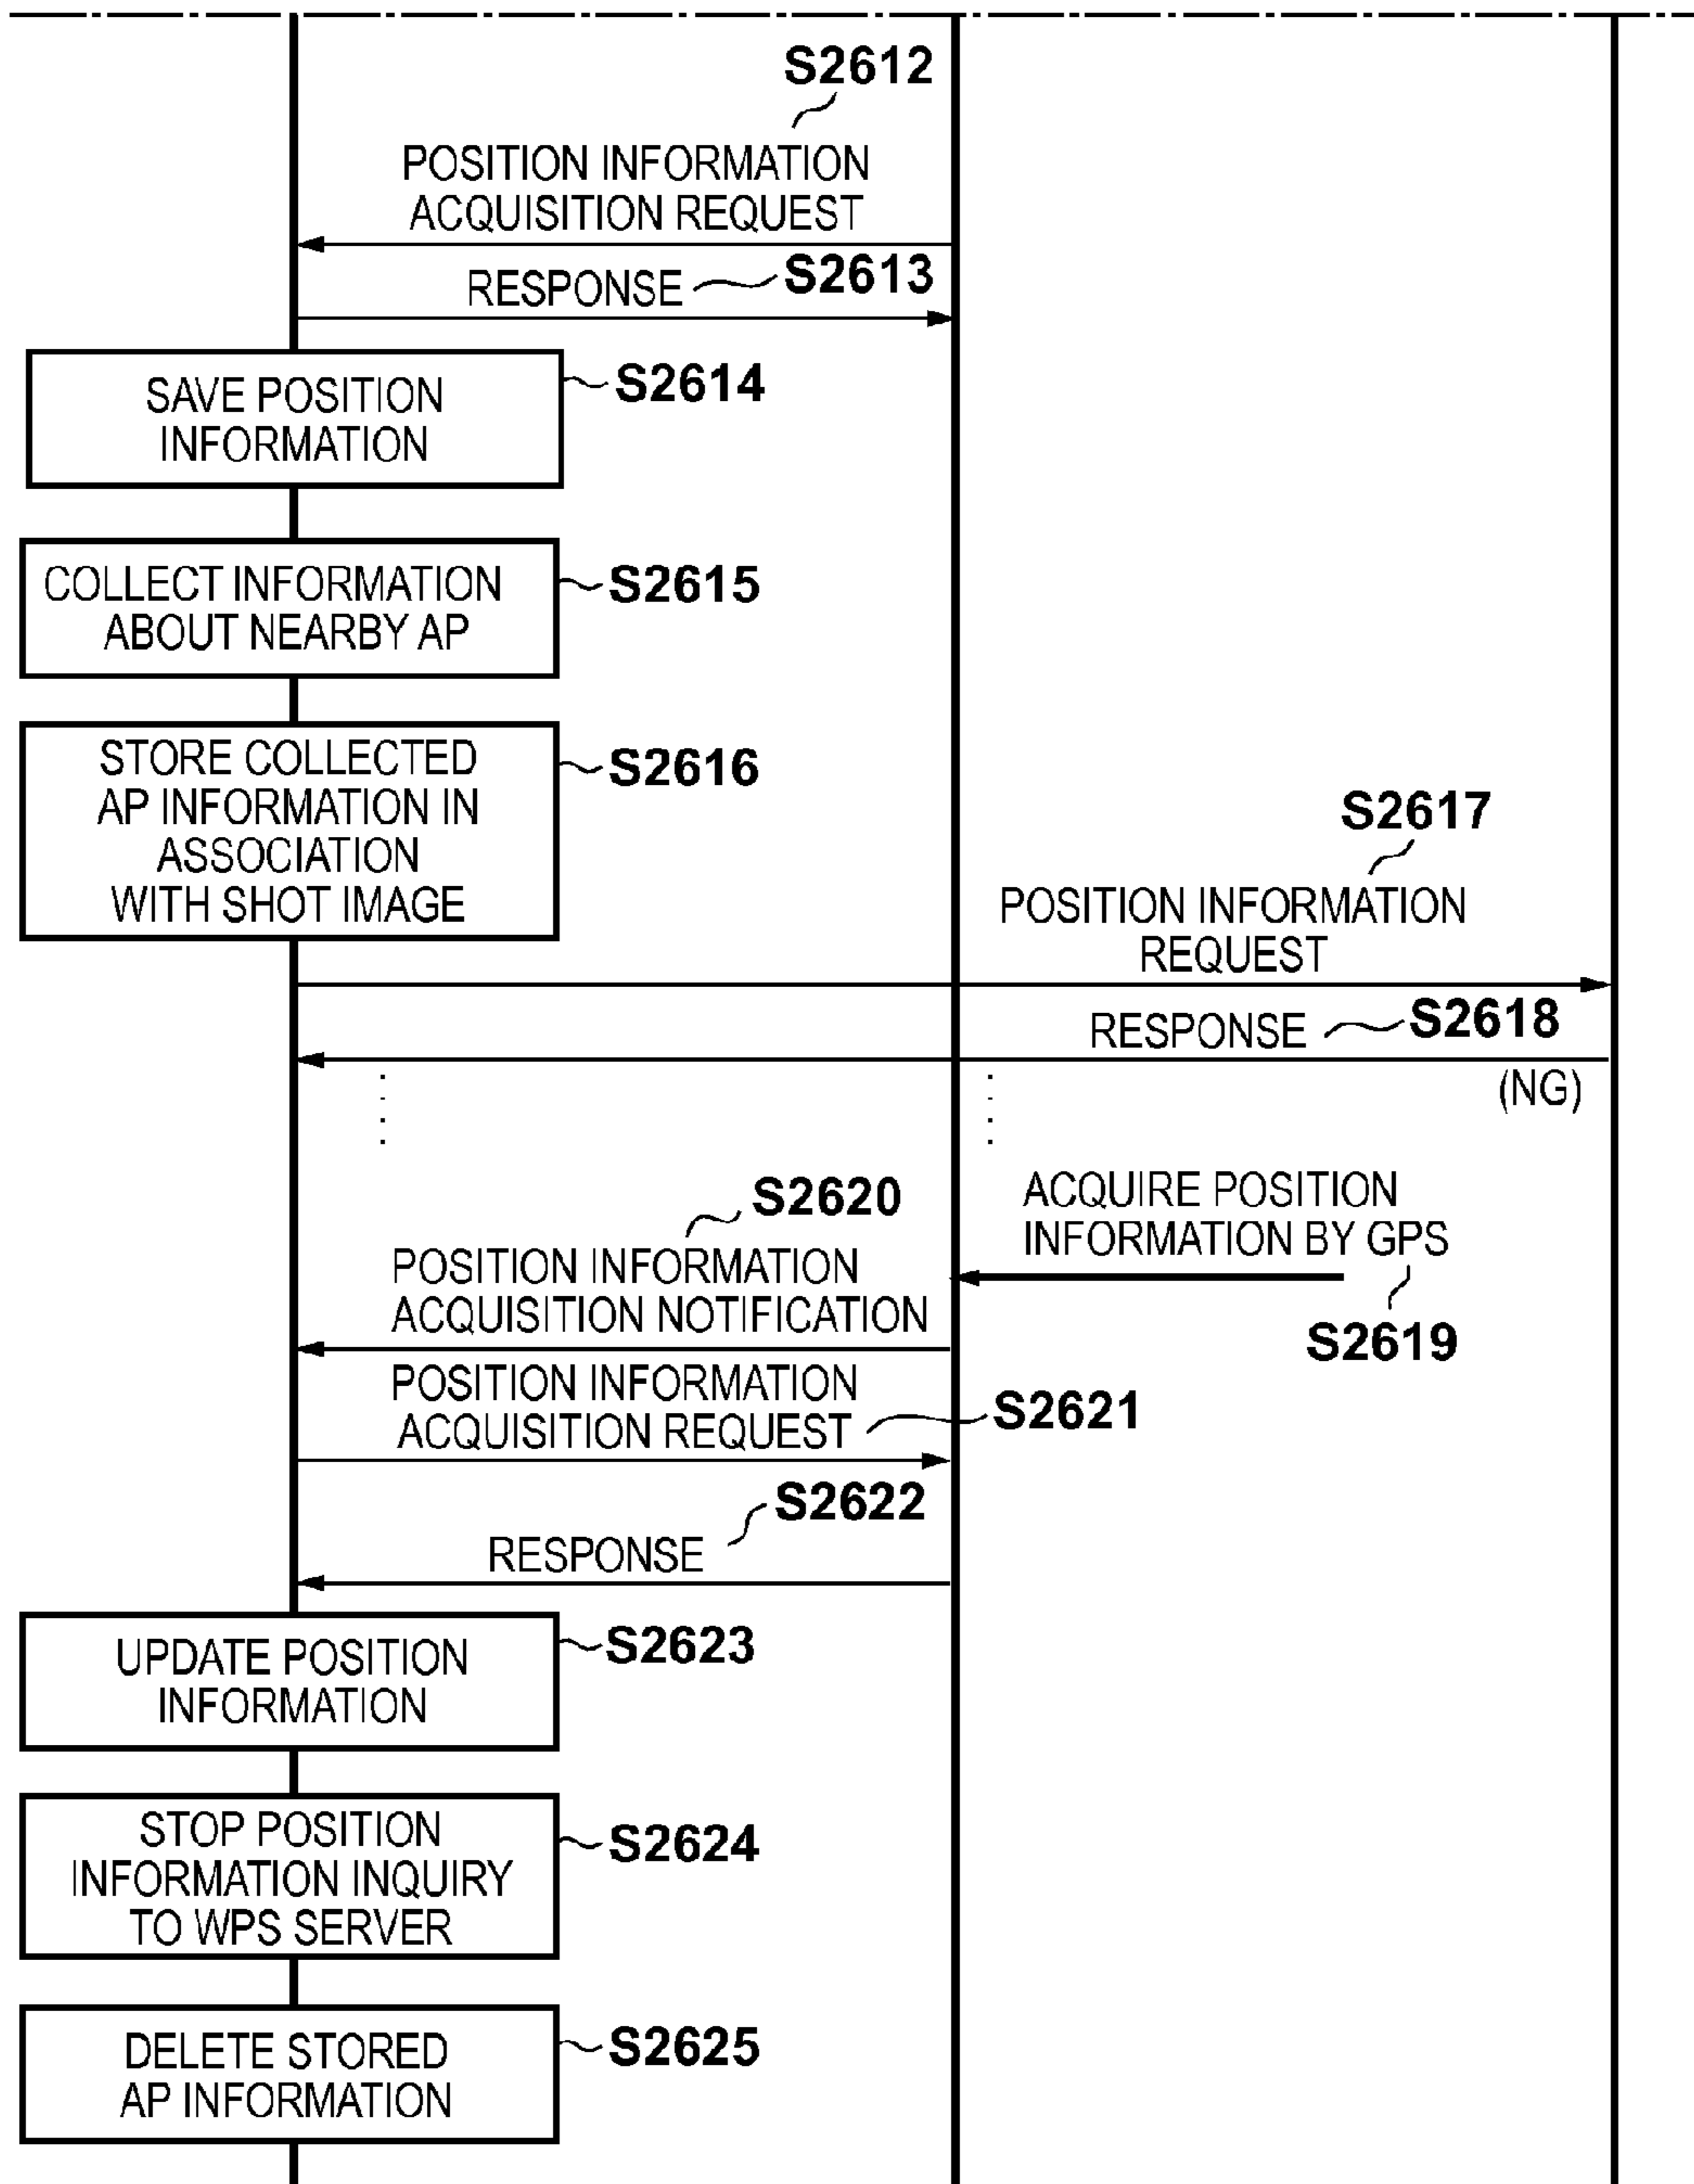 S2612
POSITION INFORMATION
ACQUISITION REQUEST
RESPONSE
S2613
SAVE POSITION
INFORMATION
S2614
COLLECT INFORMATION
ABOUT NEARBY AP
S2615
STORE COLLECTED
AP INFORMATION IN
ASSOCIATION
WITH SHOT IMAGE
S2616
S2617
POSITION INFORMATION
REQUEST
RESPONSE
S2618
(NG)
ACQUIRE POSITION
INFORMATION BY GPS
S2619
S2620
POSITION INFORMATION
ACQUISITION NOTIFICATION
POSITION INFORMATION
ACQUISITION REQUEST
S2621
S2622
RESPONSE
UPDATE POSITION
INFORMATION
S2623
STOP POSITION
INFORMATION INQUIRY
TO WPS SERVER
S2624
DELETE STORED
AP INFORMATION
S2625